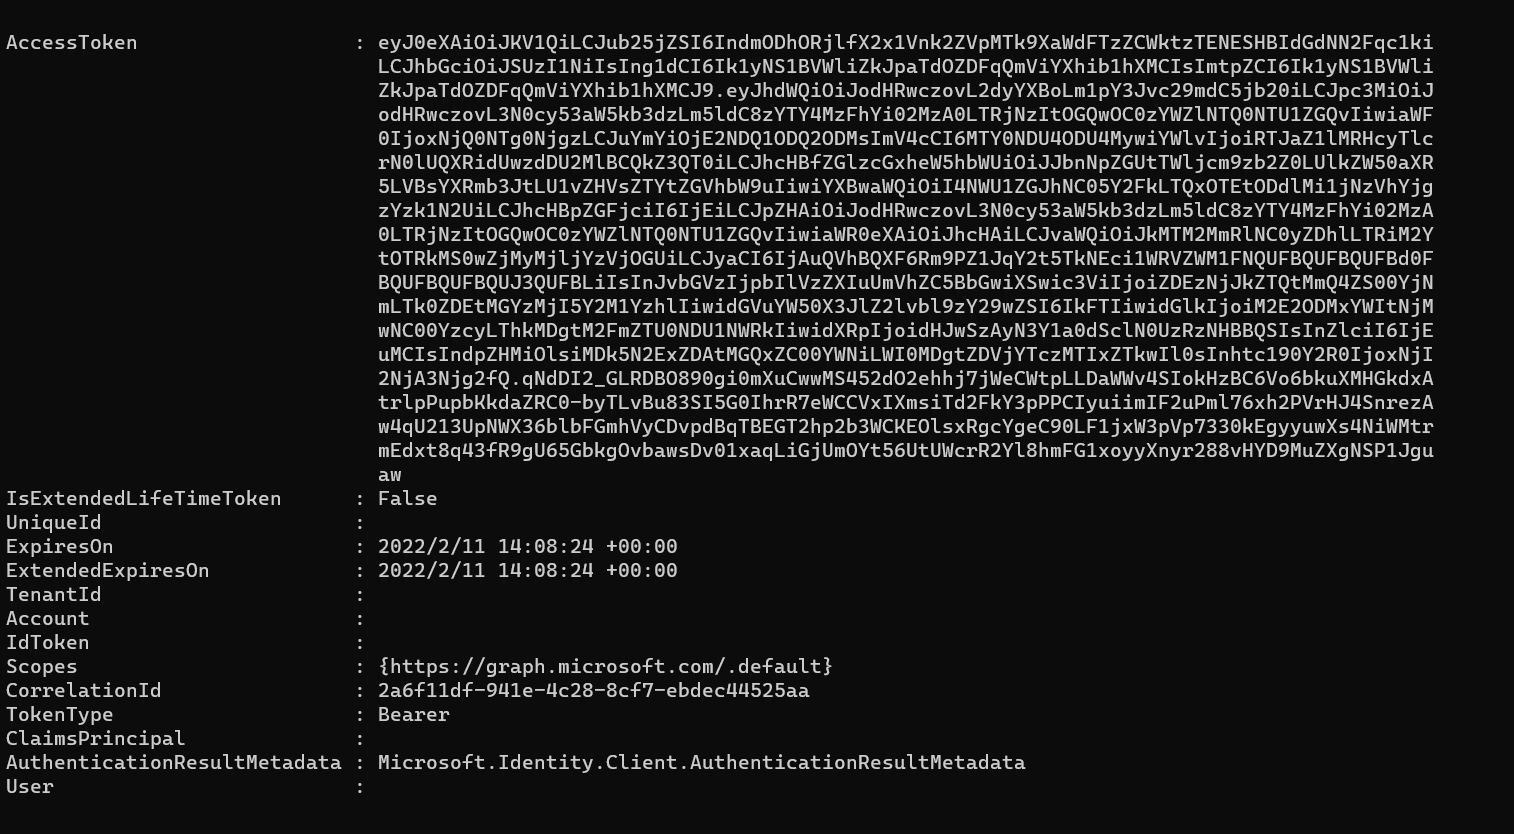 AccessToken : eyJ0eXAiOiJKV1QiLCJub25jZSI6IndmODhORjlfX2x1Vnk2ZVpMTk9XaWdFTzZCWktzTENESHBIdGdNN2Fqc1ki
LCJhbGciOiJSUzI1NiIsIng1dCI6Ik1yNS1BVWliZkJpaTdOZDFqQmViYXhib1hXMCIsImtpZCI6Ik1yNS1BVWli
ZkJpaTdOZDFqQmViYXhib1hXMCJ9.eyJhdWQiOiJodHRwczovL2dyYXBoLm1pY3Jvc29mdC5jb20iLCJpc3MiOiJ
odHRwczovL3N0cy53aW5kb3dzLm5ldC8zYTY4MzFhYi02MzA0LTRjNzItOGQwOC0zYWZlNTQ0NTU1ZGQvIiwiaWF
0IjoxNjQ0NTg0NjgzLCJuYmYiOjE2NDQ1ODQ2ODMsImV4cCI6MTY0NDU4ODU4MywiYWlvIjoiRTJaZ1lMRHcyTlc
rN0lUQXRidUwzdDU2MlBCQkZ3QT0iLCJhcHBfZGlzcGxheW5hbWUiOiJJbnNpZGUtTWljcm9zb2Z0LUlkZW50aXR
5LVBsYXRmb3JtLU1vZHVsZTYtZGVhbW9uIiwiYXBwaWQiOiI4NWU1ZGJhNC05Y2FkLTQxOTEtODdlMi1jNzVhYjg
zYzk1N2UiLCJhcHBpZGFjciI6IjEiLCJpZHAiOiJodHRwczovL3N0cy53aW5kb3dzLm5ldC8zYTY4MzFhYi02MzA
0LTRjNzItOGQwOC0zYWZlNTQ0NTU1ZGQvIiwiaWR0eXAiOiJhcHAiLCJvaWQiOiJkMTM2MmRlNC0yZDhlLTRiM2Y
tOTRkMS0wZjMyMjljYzVjOGUiLCJyaCI6IjAuQVhBQXF6Rm9PZ1JqY2t5TkNEci1WRVZWM1FNQUFBQUFBQUFBd0F
BQUFBQUFBQUJ3QUFBLiIsInJvbGVzIjpbIlVzZXIuUmVhZC5BbGwiXSwic3ViIjoiZDEzNjJkZTQtMmQ4ZS00YjN
mLTk0ZDEtMGYzMjI5Y2M1YzhlIiwidGVuYW50X3JlZ2lvbl9zY29wZSI6IkFTIiwidGlkIjoiM2E2ODMxYWItNjM
wNC00YzcyLThkMDgtM2FmZTU0NDU1NWRkIiwidXRpIjoidHJwSzAyN3Y1a0dSclN0UzRzNHBBQSIsInZlciI6IjE
uMCIsIndpZHMiOlsiMDk5N2ExZDAtMGQxZC00YWNiLWI0MDgtZDVjYTczMTIxZTkwIl0sInhtc190Y2R0IjoxNjI
2NjA3Njg2fQ.qNdDI2_GLRDBO890gi0mXuCwwMS452dO2ehhj7jWeCWtpLLDaWWv4SIokHzBC6Vo6bkuXMHGkdxA
trlpPupbKkdaZRC0-byTLvBu83SI5G0IhrR7eWCCVxIXmsiTd2FkY3pPPCIyuiimIF2uPml76xh2PVrHJ4SnrezA
w4qU213UpNWX36blbFGmhVyCDvpdBqTBEGT2hp2b3WCKEOlsxRgcYgeC90LF1jxW3pVp7330kEgyyuwXs4NiWMtr
mEdxt8q43fR9gU65GbkgOvbawsDv01xaqLiGjUmOYt56UtUWcrR2Yl8hmFG1xoyyXnyr288vHYD9MuZXgNSP1Jgu
aw
IsExtendedLifeTimeToken : False
UniqueId :
ExpiresOn : 2022/2/11 14:08:24 +00:00
ExtendedExpiresOn : 2022/2/11 14:08:24 +00:00
TenantId :
Account :
IdToken :
Scopes : {https://graph.microsoft.com/.default}
CorrelationId : 2a6f11df-941e-4c28-8cf7-ebdec44525aa
TokenType : Bearer
ClaimsPrincipal :
AuthenticationResultMetadata : Microsoft.Identity.Client.AuthenticationResultMetadata
User :